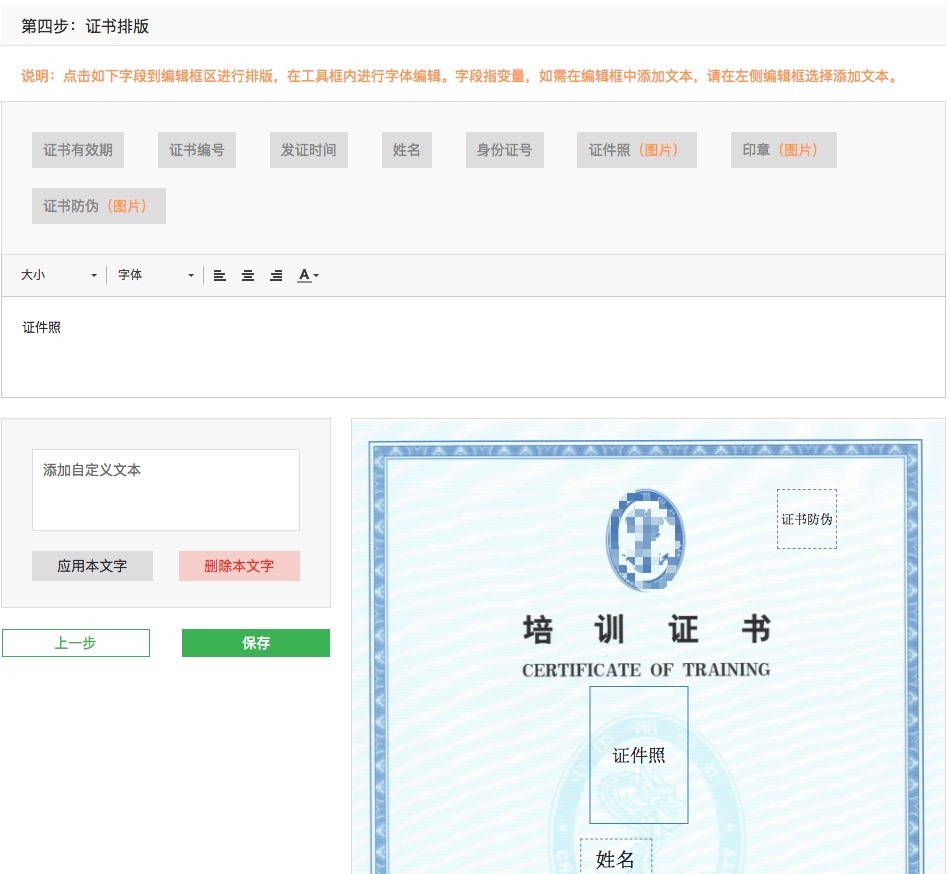 第四步：证书排版
说明：点击如下字段到编辑框区进行排版，在工具框内进行字体编辑。字段指变量，如需在编辑框中添加文本，请在左侧编辑框选择添加文本。
证书有效期 证书编号 发证时间 姓名 身份证号 证件照（图片） 印章（图片）
证书防伪（图片）
大小 字体 A
证件照
添加自定义文本
应用本文字 删除本文字
上一步 保存
证书防伪
培训证书
CERTIFICATE OF TRAINING
证件照
姓名